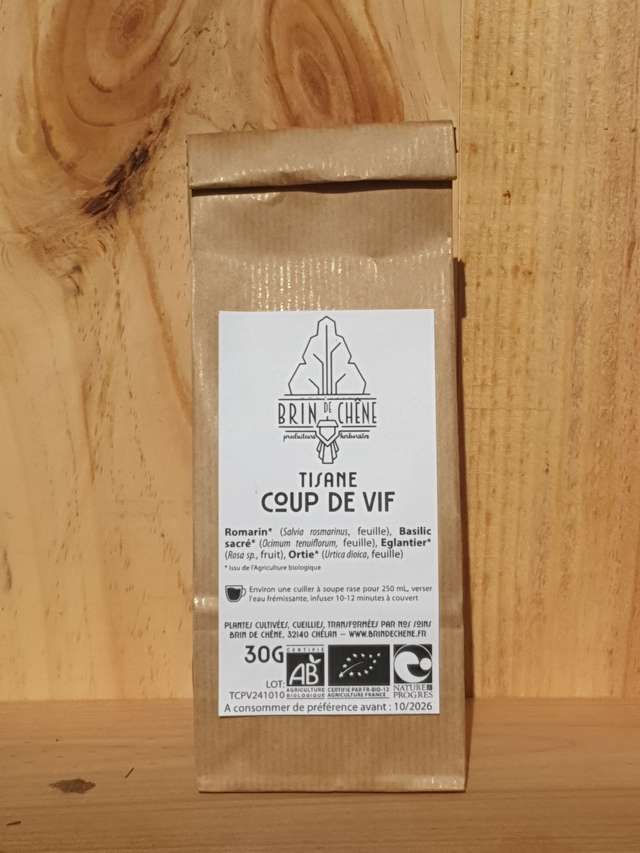 BRIN DE CHÊNE
producteurs herboristes
TISANE
COUP DE VIF
Romarin* (Salvia rosmarinus, feuille), Basilic
sacré* (Ocimum tenuiflorum, feuille), Eglantier*
(Rosa sp., fruit), Ortie* (Urtica dioica, feuille)
* Issu de l'Agriculture biologique
Environ une cuiller à soupe rase pour 250 mL, verser
l'eau frémissante, infuser 10-12 minutes à couvert
PLANTES CULTIVÉES, CUEILLIES, TRANSFORMÉES PAR NOS SOINS
BRIN DE CHÊNE, 32140 CHÉLAN – WWW.BRINDECHENE.FR
30G
CERTIFIÉ
AB
AGRICULTURE
BIOLOGIQUE
CERTIFIÉ PAR FR-BIO-12
AGRICULTURE FRANCE
NATURE &
PROGRES
LOT:
TCPV241010
A consommer de préférence avant : 10/2026